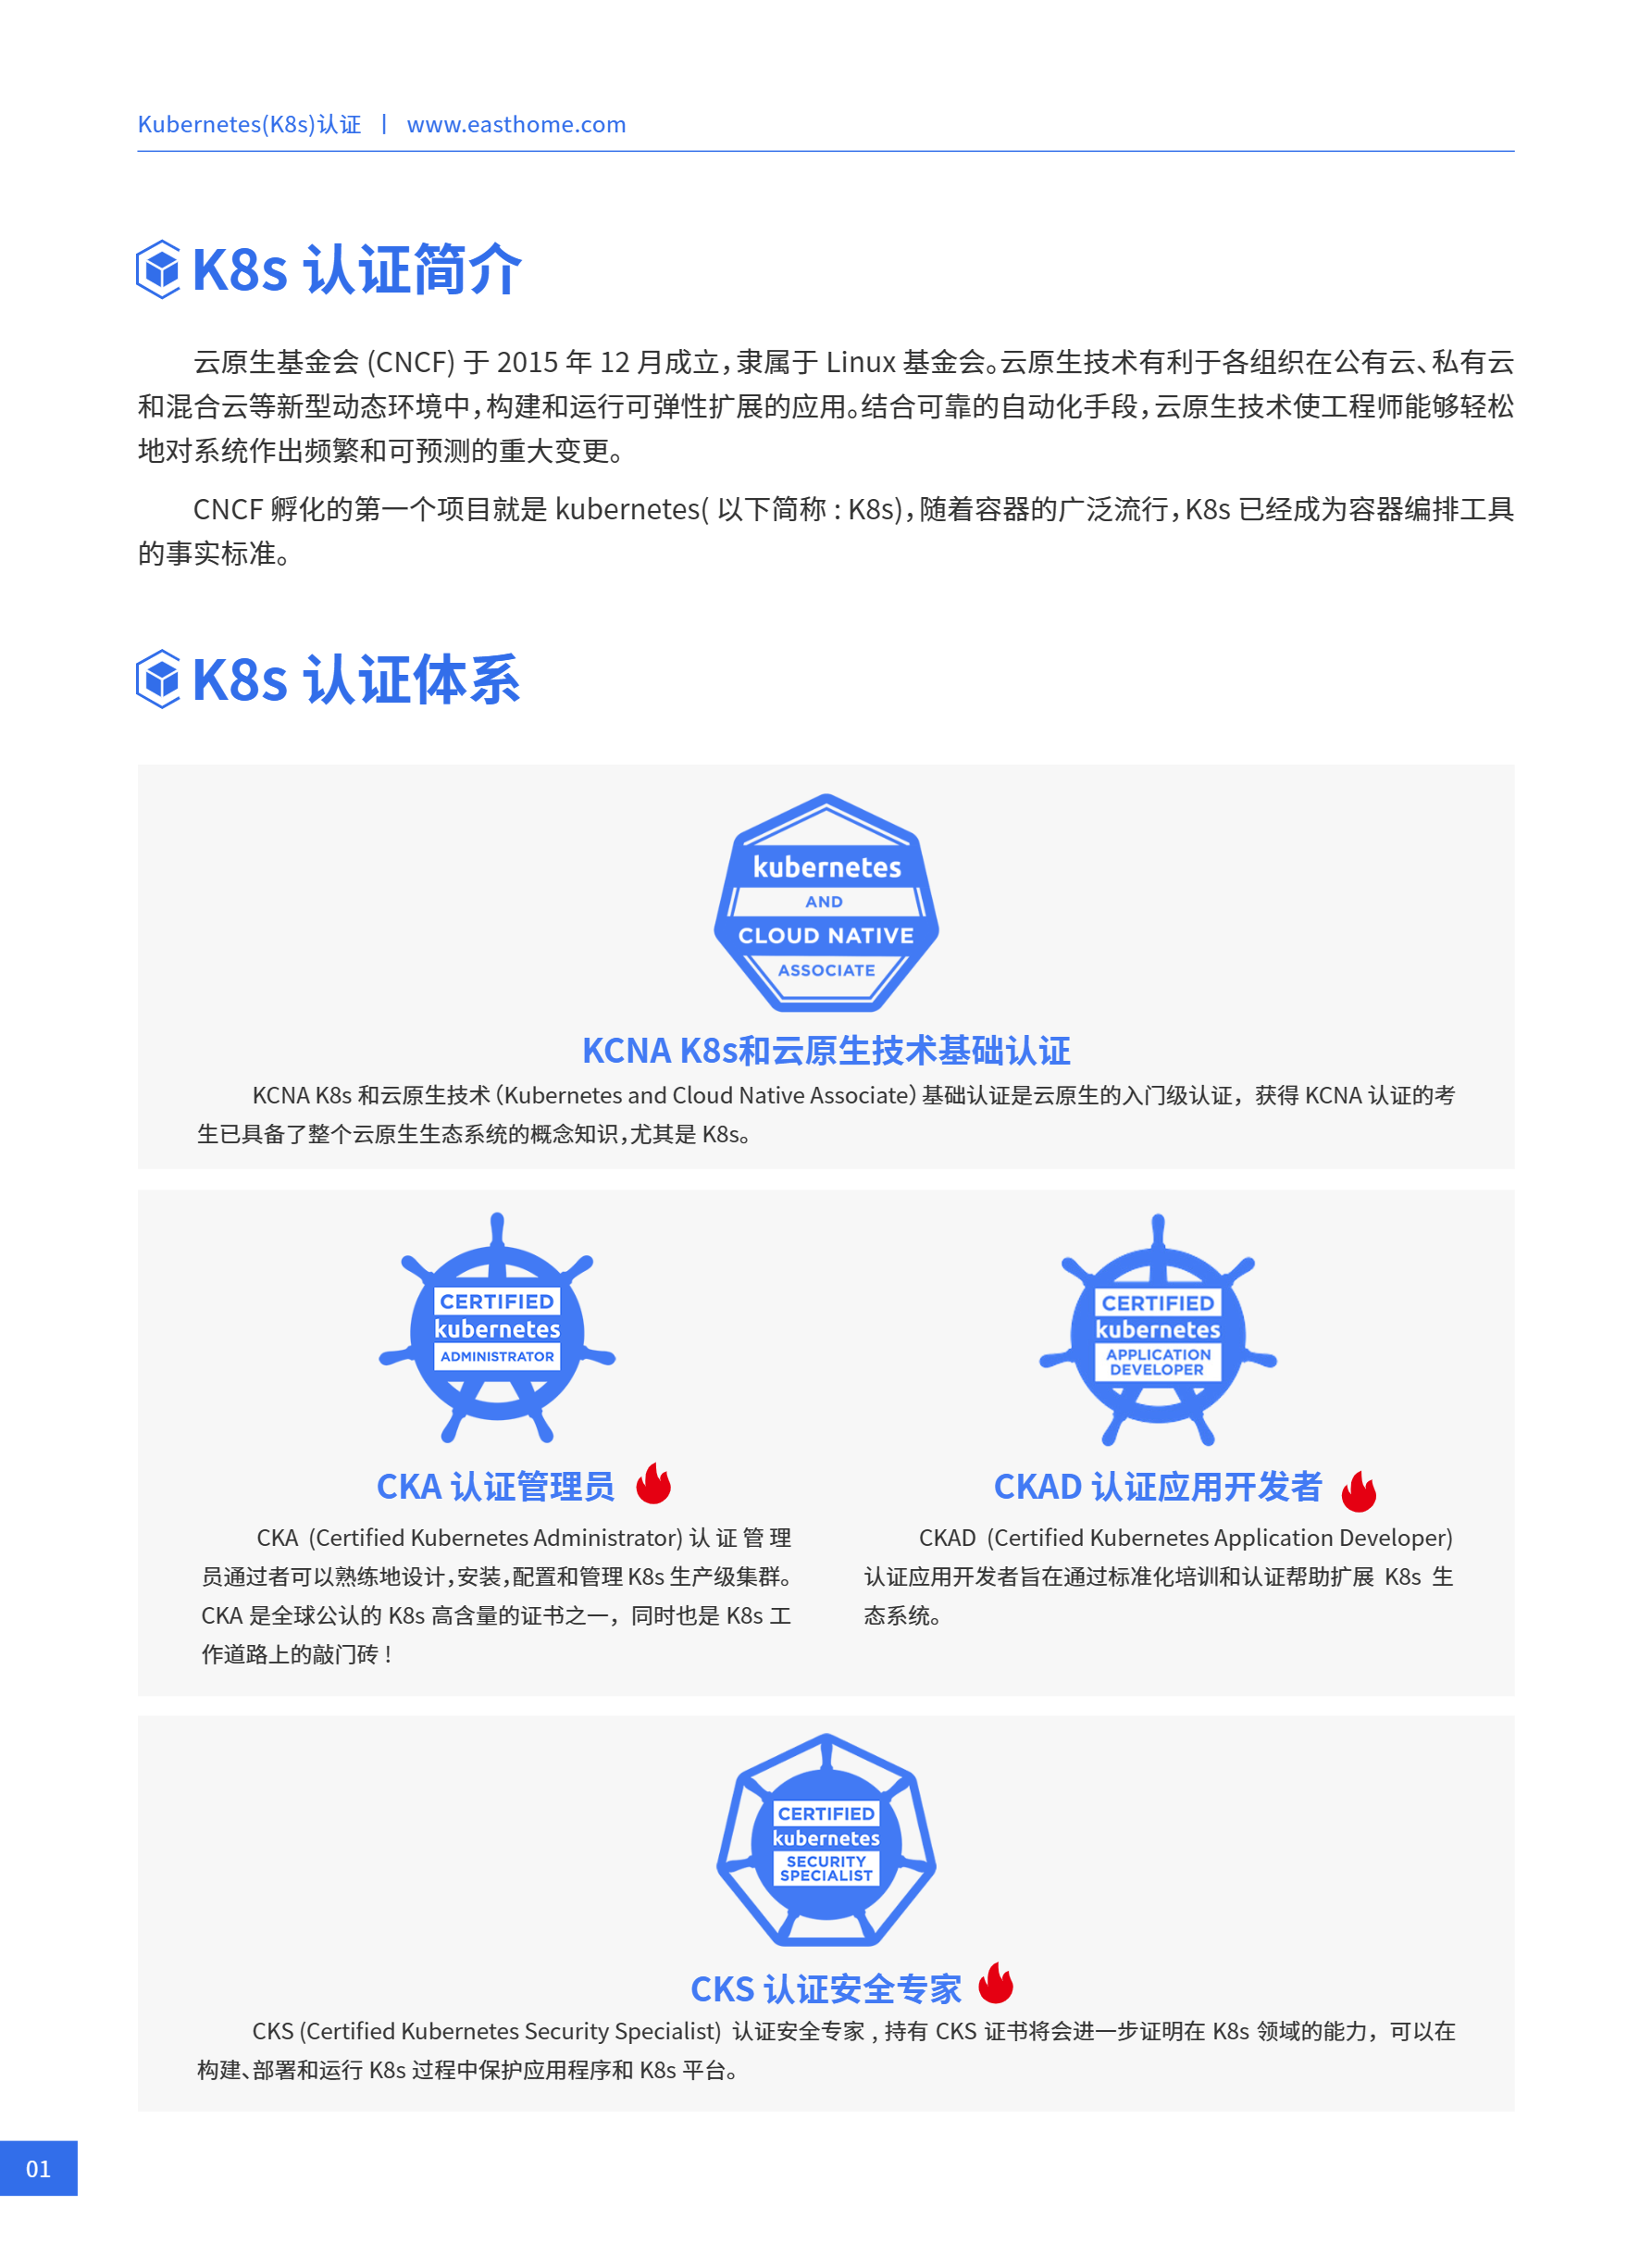 Kubernetes(K8s)认证 | www.easthome.com
K8s 认证简介
云原生基金会 (CNCF) 于 2015 年 12 月成立，隶属于 Linux 基金会。云原生技术有利于各组织在公有云、私有云
和混合云等新型动态环境中，构建和运行可弹性扩展的应用。结合可靠的自动化手段，云原生技术使工程师能够轻松
地对系统作出频繁和可预测的重大变更。
CNCF 孵化的第一个项目就是 kubernetes( 以下简称 : K8s)，随着容器的广泛流行，K8s 已经成为容器编排工具
的事实标准。
K8s 认证体系
kubernetes
AND
CLOUD NATIVE
ASSOCIATE
KCNA K8s和云原生技术基础认证
KCNA K8s 和云原生技术（Kubernetes and Cloud Native Associate）基础认证是云原生的入门级认证，获得 KCNA 认证的考
生已具备了整个云原生生态系统的概念知识，尤其是 K8s。
CERTIFIED
kubernetes
ADMINISTRATOR
CKA 认证管理员
CKA (Certified Kubernetes Administrator) 认证管理
员通过者可以熟练地设计，安装，配置和管理 K8s 生产级集群。
CKA 是全球公认的 K8s 高含量的证书之一，同时也是 K8s 工
作道路上的敲门砖！
CERTIFIED
kubernetes
APPLICATION
DEVELOPER
CKAD 认证应用开发者
CKAD (Certified Kubernetes Application Developer)
认证应用开发者旨在通过标准化培训和认证帮助扩展 K8s 生
态系统。
CERTIFIED
kubernetes
SECURITY
SPECIALIST
CKS 认证安全专家
CKS (Certified Kubernetes Security Specialist) 认证安全专家 , 持有 CKS 证书将会进一步证明在 K8s 领域的能力，可以在
构建、部署和运行 K8s 过程中保护应用程序和 K8s 平台。
01